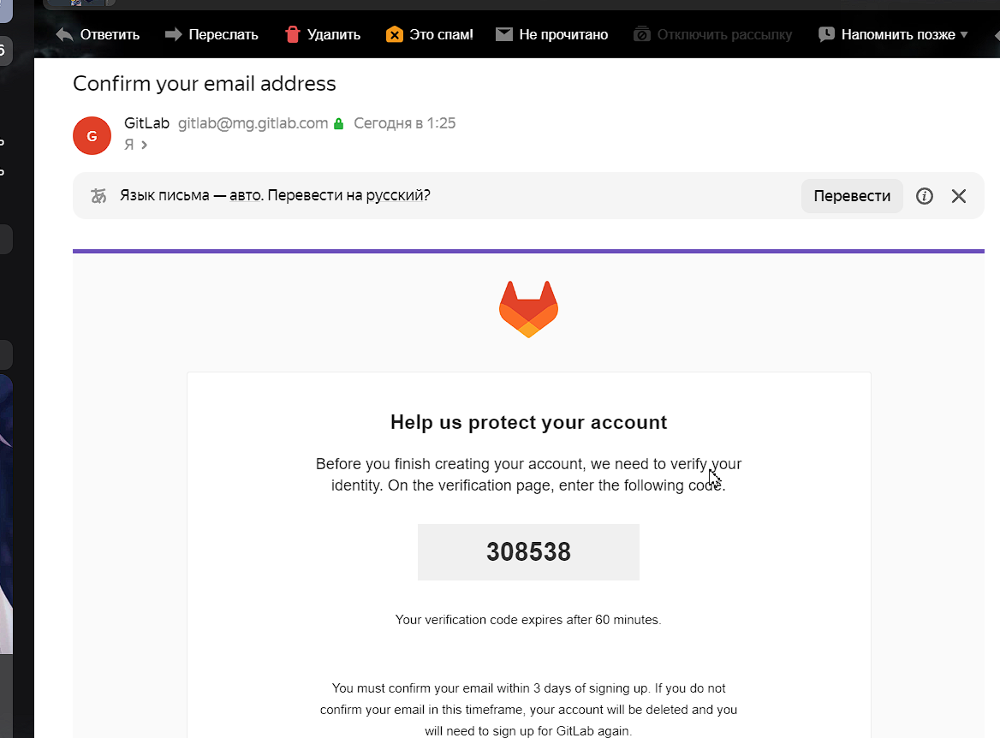 Ответить Переслать Удалить Это спам! Не прочитано Отключить рассылку Напомнить позже
Confirm your email address
G
GitLab gitlab@mg.gitlab.com Сегодня в 1:25
Я
あ Язык письма — авто. Перевести на русский? Перевести
Help us protect your account
Before you finish creating your account, we need to verify your
identity. On the verification page, enter the following code.
308538
Your verification code expires after 60 minutes.
You must confirm your email within 3 days of signing up. If you do not
confirm your email in this timeframe, your account will be deleted and you
will need to sign up for GitLab again.